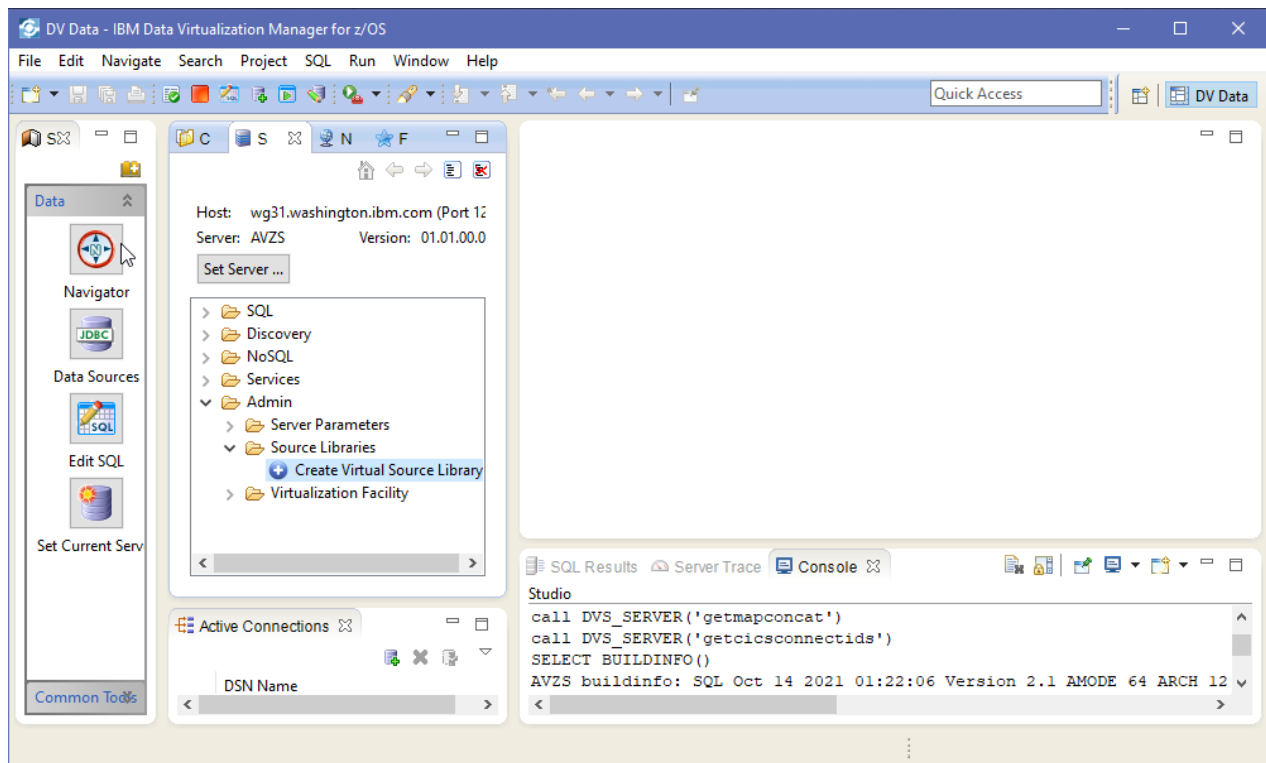 DV Data - IBM Data Virtualization Manager for z/OS
File Edit Navigate Search Project SQL Run Window Help
Quick Access
DV Data
S
C
S
N
F
Data
Navigator
JDBC
Data Sources
SQL
Edit SQL
Set Current Serv
Common Tools
Host: wg31.washington.ibm.com (Port 12
Server: AVZS Version: 01.01.00.0
Set Server ...
SQL
Discovery
NoSQL
Services
Admin
Server Parameters
Source Libraries
Create Virtual Source Library
Virtualization Facility
Active Connections
DSN Name
SQL Results Server Trace Console
Studio
call DVS_SERVER('getmapconcat')
call DVS_SERVER('getcicsconnectids')
SELECT BUILDINFO()
AVZS buildinfo: SQL Oct 14 2021 01:22:06 Version 2.1 AMODE 64 ARCH 12